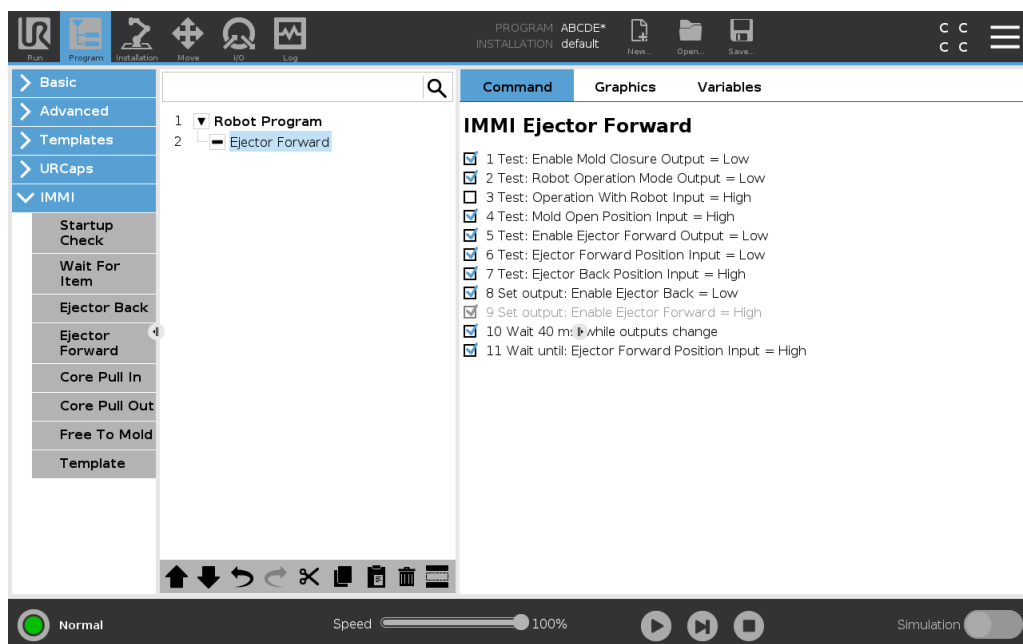 PROGRAM ABCDE*
INSTALLATION default
C C
C C
Run Program Installation Move I/O Log New... Open... Save...
Basic
Advanced
Templates
URCaps
IMMI
Startup
Check
Wait For
Item
Ejector Back
Ejector
Forward
Core Pull In
Core Pull Out
Free To Mold
Template
1 Robot Program
2 Ejector Forward
Command Graphics Variables
IMMI Ejector Forward
1 Test: Enable Mold Closure Output = Low
2 Test: Robot Operation Mode Output = Low
3 Test: Operation With Robot Input = High
4 Test: Mold Open Position Input = High
5 Test: Enable Ejector Forward Output = Low
6 Test: Ejector Forward Position Input = Low
7 Test: Ejector Back Position Input = High
8 Set output: Enable Ejector Back = Low
9 Set output: Enable Ejector Forward = High
10 Wait 40 ms while outputs change
11 Wait until: Ejector Forward Position Input = High
Normal
Speed 100%
Simulation